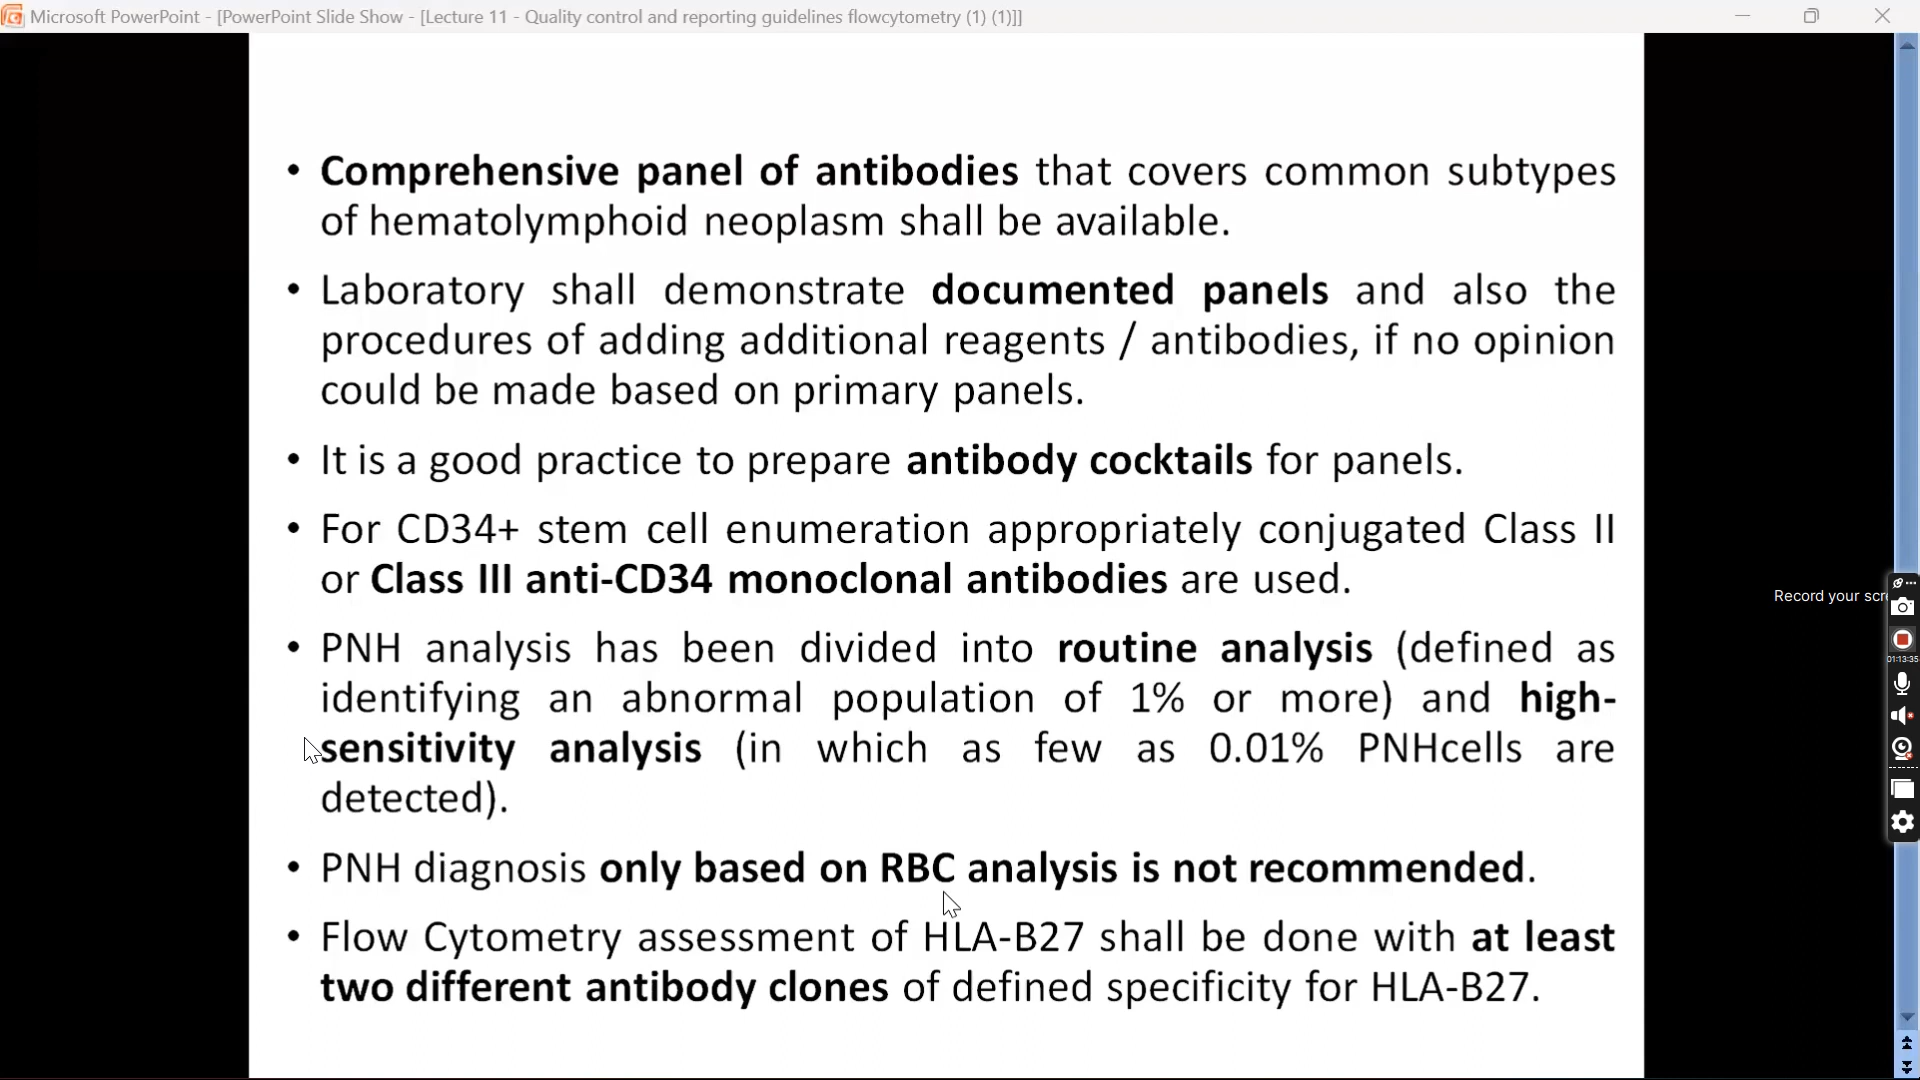 Microsoft PowerPoint - [PowerPoint Slide Show - [Lecture 11 - Quality control and reporting guidelines flowcytometry (1) (1)]]
• Comprehensive panel of antibodies that covers common subtypes
of hematolymphoid neoplasm shall be available.
• Laboratory shall demonstrate documented panels and also the
procedures of adding additional reagents / antibodies, if no opinion
could be made based on primary panels.
• It is a good practice to prepare antibody cocktails for panels.
• For CD34+ stem cell enumeration appropriately conjugated Class II
or Class III anti-CD34 monoclonal antibodies are used.
• PNH analysis has been divided into routine analysis (defined as
identifying an abnormal population of 1% or more) and high-
sensitivity analysis (in which as few as 0.01% PNHcells are
detected).
• PNH diagnosis only based on RBC analysis is not recommended.
• Flow Cytometry assessment of HLA-B27 shall be done with at least
two different antibody clones of defined specificity for HLA-B27.
Record your scre
01:13:35